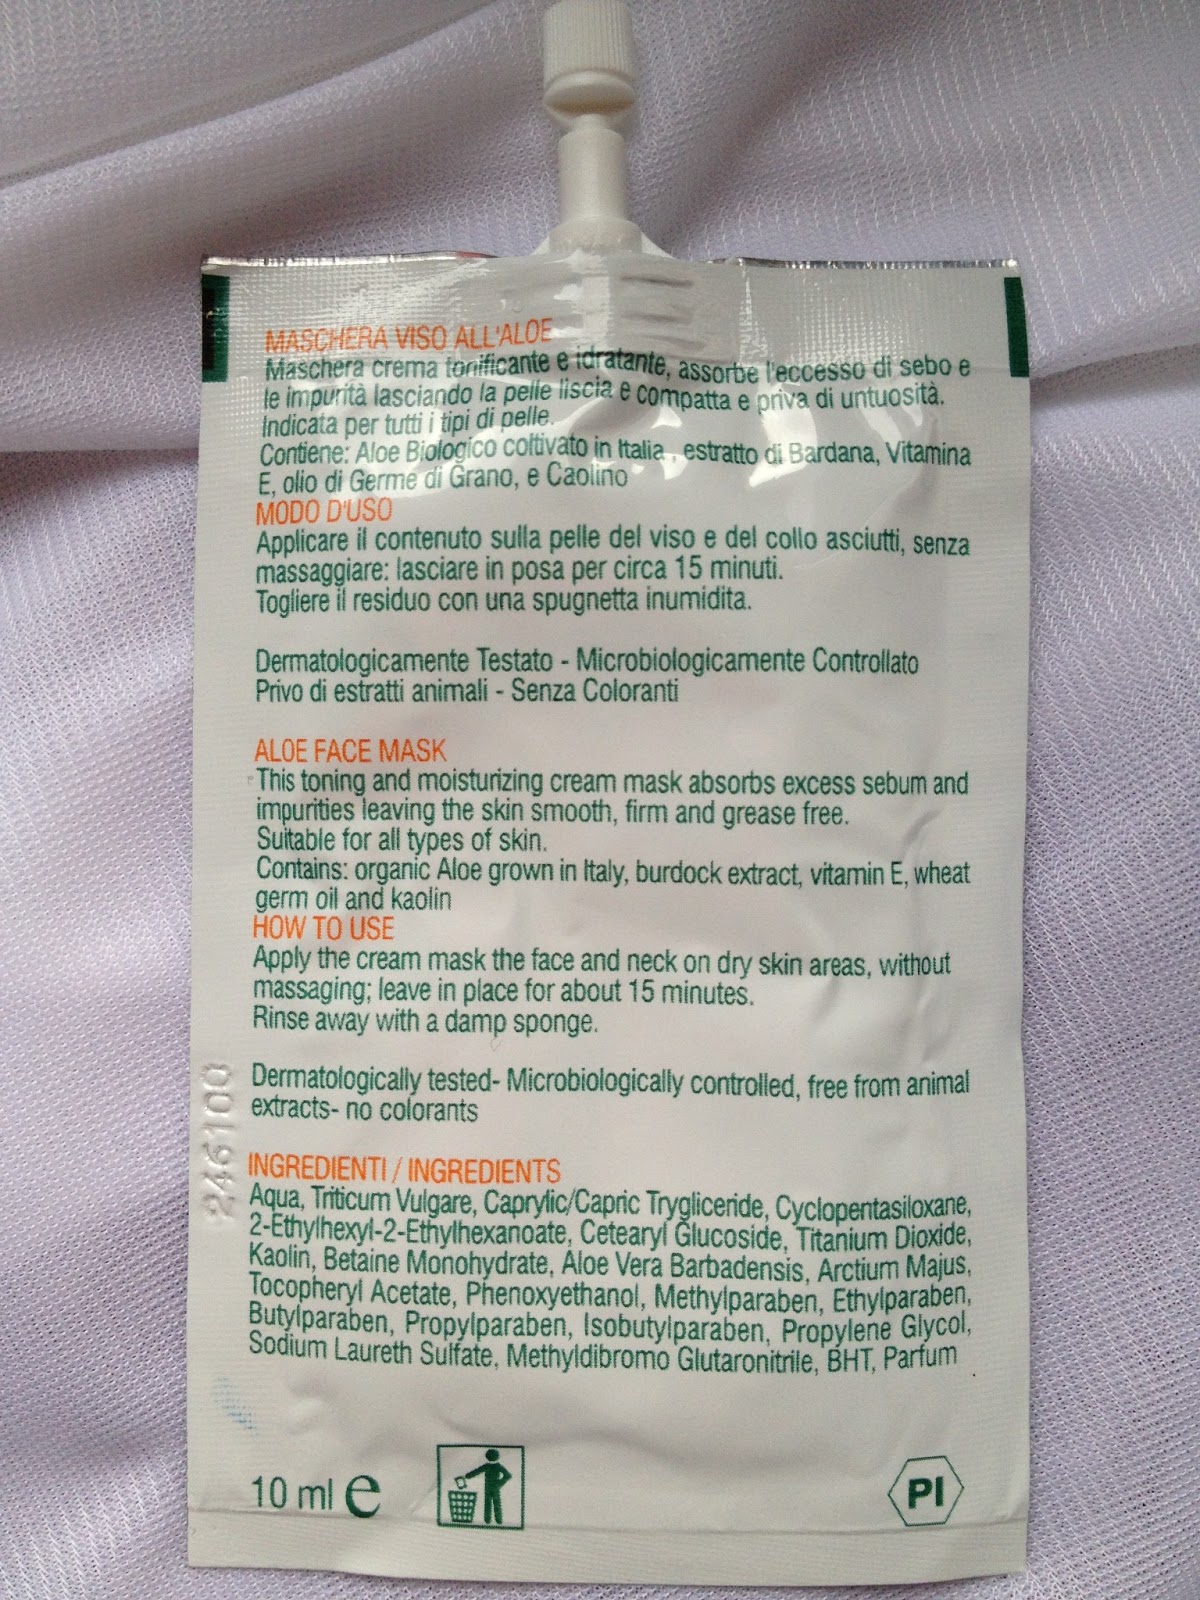 MASCHERA VISO ALL'ALOE
Maschera crema tonificante e idratante, assorbe l'eccesso di sebo e
le impurità lasciando la pelle liscia e compatta e priva di untuosità.
Indicata per tutti i tipi di pelle.
Contiene: Aloe Biologico coltivato in Italia , estratto di Bardana, Vitamina
E, olio di Germe di Grano, e Caolino
MODO D'USO
Applicare il contenuto sulla pelle del viso e del collo asciutti, senza
massaggiare: lasciare in posa per circa 15 minuti.
Togliere il residuo con una spugnetta inumidita.
Dermatologicamente Testato - Microbiologicamente Controllato
Privo di estratti animali - Senza Coloranti
ALOE FACE MASK
This toning and moisturizing cream mask absorbs excess sebum and
impurities leaving the skin smooth, firm and grease free.
Suitable for all types of skin.
Contains: organic Aloe grown in Italy, burdock extract, vitamin E, wheat
germ oil and kaolin
HOW TO USE
Apply the cream mask the face and neck on dry skin areas, without
massaging; leave in place for about 15 minutes.
Rinse away with a damp sponge.
Dermatologically tested- Microbiologically controlled, free from animal
extracts- no colorants
INGREDIENTI / INGREDIENTS
Aqua, Triticum Vulgare, Caprylic/Capric Trygliceride, Cyclopentasiloxane,
2-Ethylhexyl-2-Ethylhexanoate, Cetearyl Glucoside, Titanium Dioxide,
Kaolin, Betaine Monohydrate, Aloe Vera Barbadensis, Arctium Majus,
Tocopheryl Acetate, Phenoxyethanol, Methylparaben, Ethylparaben,
Butylparaben, Propylparaben, Isobutylparaben, Propylene Glycol,
Sodium Laureth Sulfate, Methyldibromo Glutaronitrile, BHT, Parfum
246100
10 ml e
PI